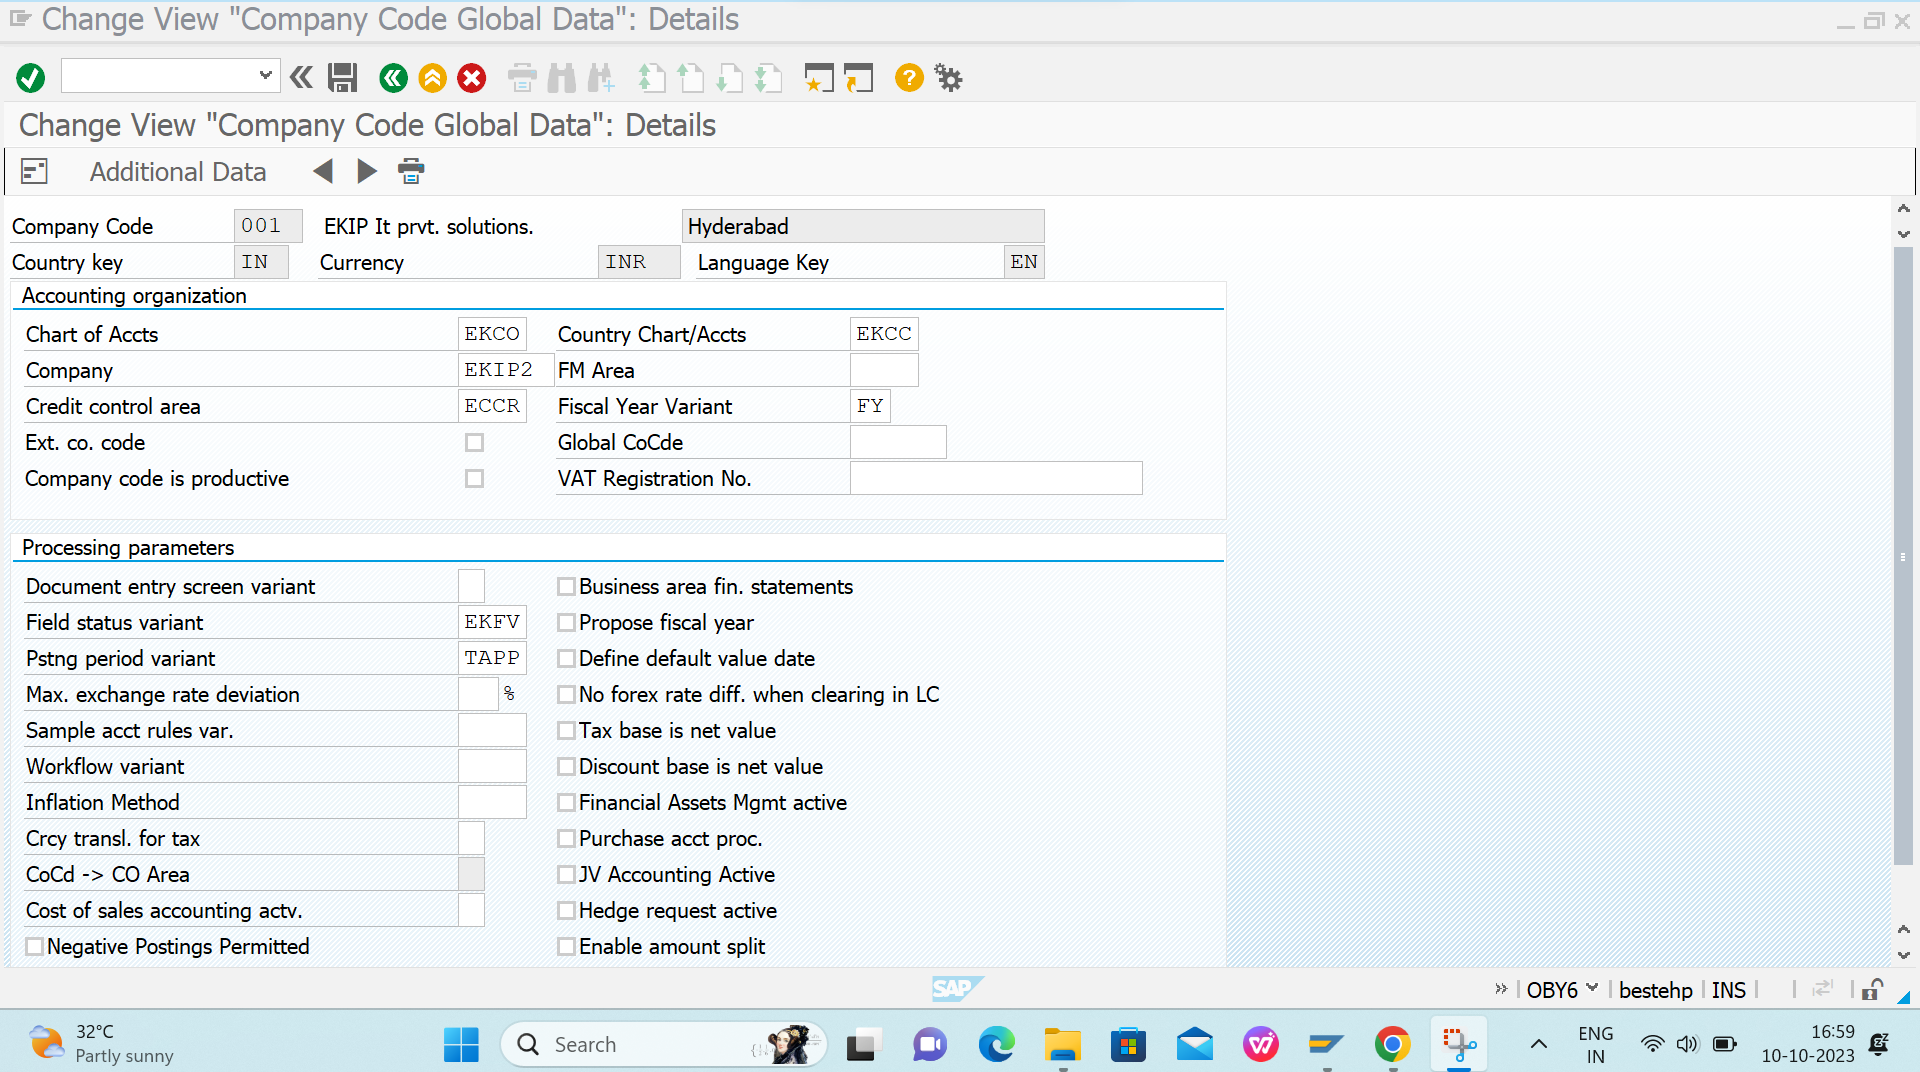 Change View "Company Code Global Data": Details
Change View "Company Code Global Data": Details
Additional Data
Company Code 001 EKIP It prvt. solutions. Hyderabad
Country key IN Currency INR Language Key EN
Accounting organization
Chart of Accts EKCO Country Chart/Accts EKCC
Company EKIP2 FM Area
Credit control area ECCR Fiscal Year Variant FY
Ext. co. code Global CoCde
Company code is productive VAT Registration No.
Processing parameters
Document entry screen variant Business area fin. statements
Field status variant EKFV Propose fiscal year
Pstng period variant TAPP Define default value date
Max. exchange rate deviation % No forex rate diff. when clearing in LC
Sample acct rules var. Tax base is net value
Workflow variant Discount base is net value
Inflation Method Financial Assets Mgmt active
Crcy transl. for tax Purchase acct proc.
CoCd -> CO Area JV Accounting Active
Cost of sales accounting actv. Hedge request active
Negative Postings Permitted Enable amount split
SAP OBY6 bestehp INS
32°C
Partly sunny
Search
ENG
IN
16:59
10-10-2023